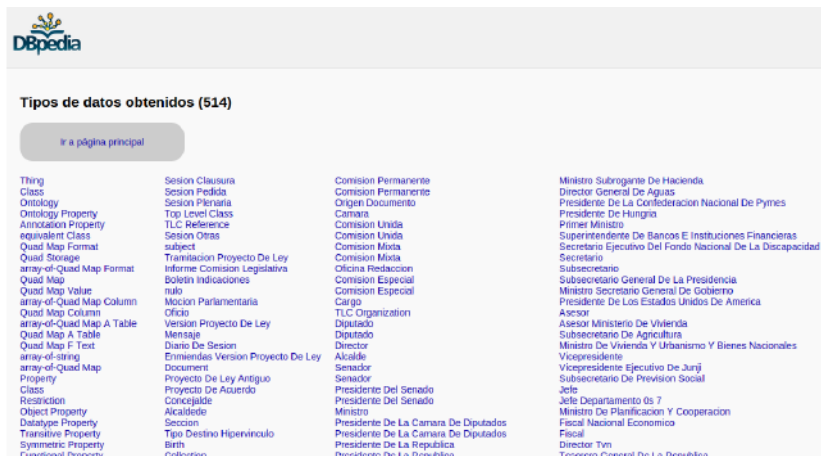 DBpedia
Tipos de datos obtenidos (514)
Ir a página principal
Thing
Class
Ontology
Ontology Property
Annotation Property
equivalent Class
Quad Map Format
Quad Storage
array-of-Quad Map Format
Quad Map
Quad Map Value
array-of-Quad Map Column
Quad Map Column
array-of-Quad Map A Table
Quad Map A Table
Quad Map F Text
array-of-string
array-of-Quad Map
Property
Class
Restriction
Object Property
Datatype Property
Transitive Property
Symmetric Property
Functional Property
Sesion Clausura
Sesion Pedida
Sesion Plenaria
Top Level Class
TLC Reference
Sesion Otras
subject
Tramitacion Proyecto De Ley
Informe Comision Legislativa
Boletin Indicaciones
nulo
Mocion Parlamentaria
Oficio
Version Proyecto De Ley
Mensaje
Diario De Sesion
Enmiendas Version Proyecto De Ley
Document
Proyecto De Ley Antiguo
Proyecto De Acuerdo
Concejalde
Alcaldede
Seccion
Tipo Destino Hipervinculo
Birth
Collection
Comision Permanente
Comision Permanente
Origen Documento
Camara
Comision Unida
Comision Unida
Comision Mixta
Comision Mixta
Oficina Redaccion
Comision Especial
Comision Especial
Cargo
TLC Organization
Diputado
Diputado
Director
Alcalde
Senador
Senador
Presidente Del Senado
Presidente Del Senado
Ministro
Presidente De La Camara De Diputados
Presidente De La Camara De Diputados
Presidente De La Republica
Presidente De La Republica
Ministro Subrogante De Hacienda
Director General De Aguas
Presidente De La Confederacion Nacional De Pymes
Presidente De Hungria
Primer Ministro
Superintendente De Bancos E Instituciones Financieras
Secretario Ejecutivo Del Fondo Nacional De La Discapacidad
Secretario
Subsecretario
Subsecretario General De La Presidencia
Ministro Secretario General De Gobierno
Presidente De Los Estados Unidos De America
Asesor
Asesor Ministerio De Vivienda
Subsecretario De Agricultura
Ministro De Vivienda Y Urbanismo Y Bienes Nacionales
Vicepresidente
Vicepresidente Ejecutivo De Junji
Subsecretario De Prevision Social
Jefe
Jefe Departamento 0s 7
Ministro De Planificacion Y Cooperacion
Fiscal Nacional Economico
Fiscal
Director Tvn
Tesorero General De La Republica